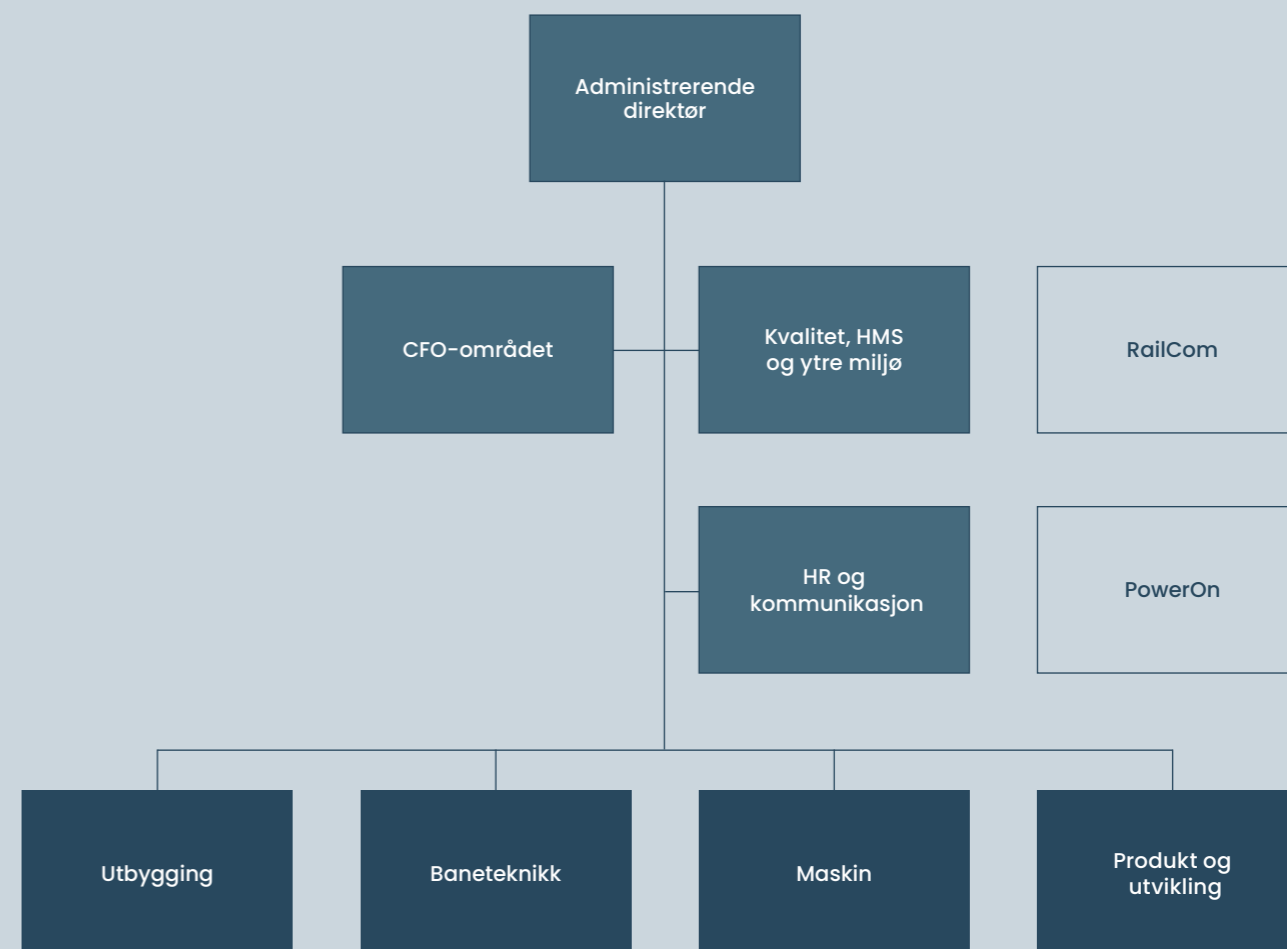 Administrerende
direktør
CFO-området
Kvalitet, HMS
og ytre miljø
RailCom
HR og
kommunikasjon
PowerOn
Utbygging
Baneteknikk
Maskin
Produkt og
utvikling